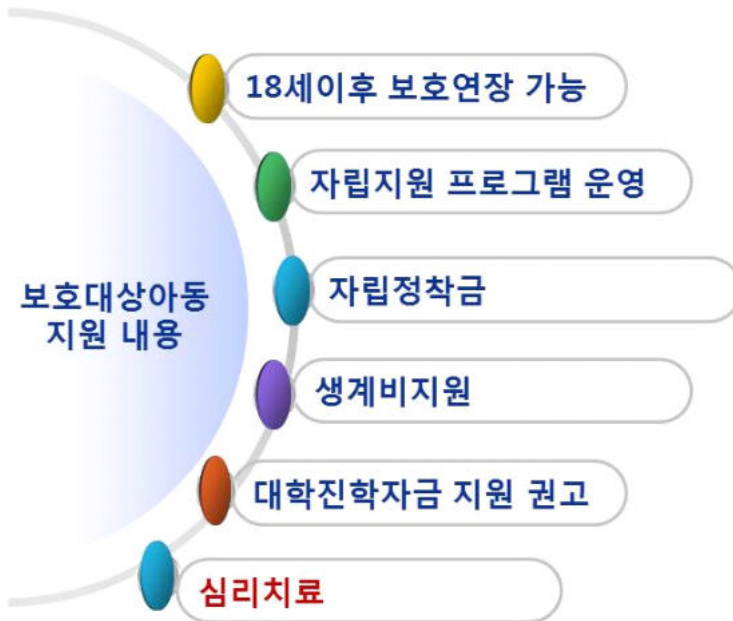 18세이후 보호연장 가능
자립지원 프로그램 운영
보호대상아동
지원 내용
자립정착금
생계비지원
대학진학자금 지원 권고
심리치료